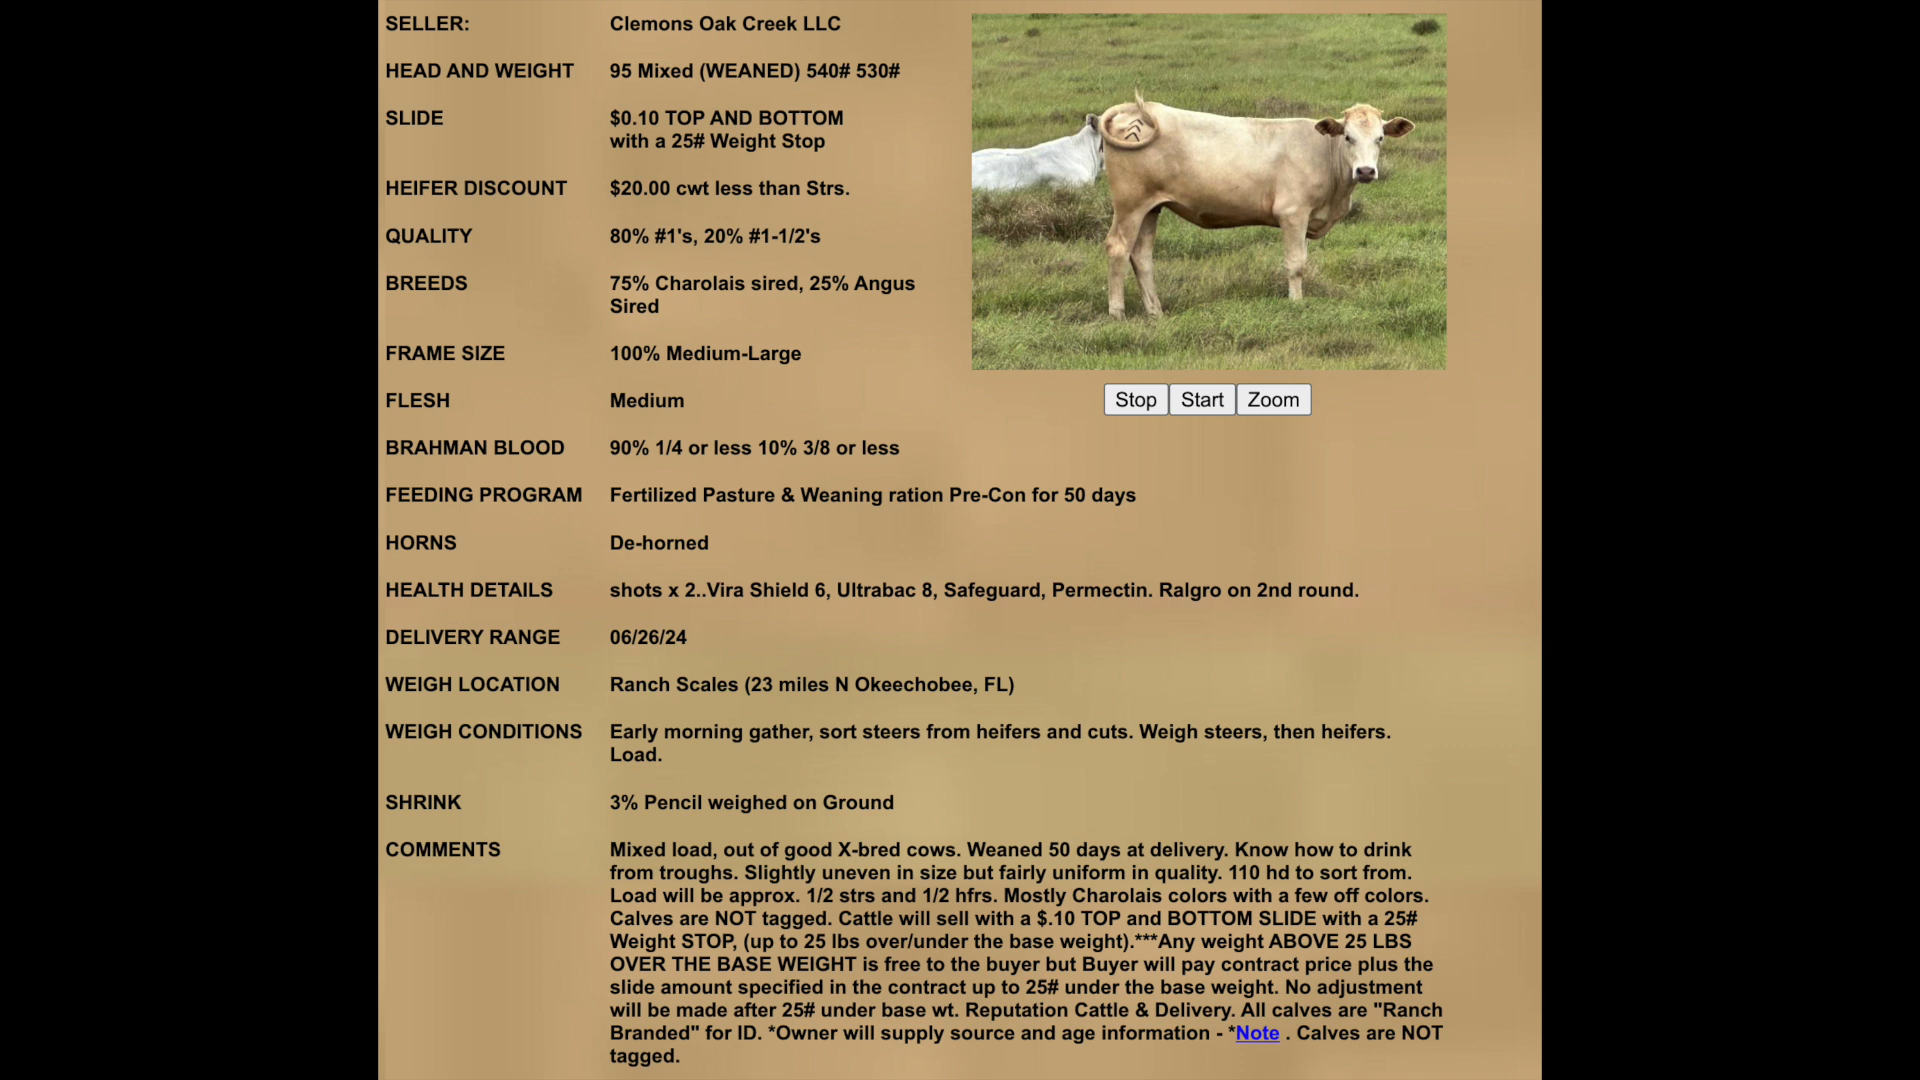 SELLER: Clemons Oak Creek LLC
HEAD AND WEIGHT 95 Mixed (WEANED) 540# 530#
SLIDE $0.10 TOP AND BOTTOM
with a 25# Weight Stop
HEIFER DISCOUNT $20.00 cwt less than Strs.
QUALITY 80% #1's, 20% #1-1/2's
BREEDS 75% Charolais sired, 25% Angus
Sired
FRAME SIZE 100% Medium-Large
FLESH Medium
Stop Start Zoom
BRAHMAN BLOOD 90% 1/4 or less 10% 3/8 or less
FEEDING PROGRAM Fertilized Pasture & Weaning ration Pre-Con for 50 days
HORNS De-horned
HEALTH DETAILS shots x 2..Vira Shield 6, Ultrabac 8, Safeguard, Permectin. Ralgro on 2nd round.
DELIVERY RANGE 06/26/24
WEIGH LOCATION Ranch Scales (23 miles N Okeechobee, FL)
WEIGH CONDITIONS Early morning gather, sort steers from heifers and cuts. Weigh steers, then heifers.
Load.
SHRINK 3% Pencil weighed on Ground
COMMENTS Mixed load, out of good X-bred cows. Weaned 50 days at delivery. Know how to drink
from troughs. Slightly uneven in size but fairly uniform in quality. 110 hd to sort from.
Load will be approx. 1/2 strs and 1/2 hfrs. Mostly Charolais colors with a few off colors.
Calves are NOT tagged. Cattle will sell with a $.10 TOP and BOTTOM SLIDE with a 25#
Weight STOP, (up to 25 lbs over/under the base weight).***Any weight ABOVE 25 LBS
OVER THE BASE WEIGHT is free to the buyer but Buyer will pay contract price plus the
slide amount specified in the contract up to 25# under the base weight. No adjustment
will be made after 25# under base wt. Reputation Cattle & Delivery. All calves are "Ranch
Branded" for ID. *Owner will supply source and age information - *Note . Calves are NOT
tagged.